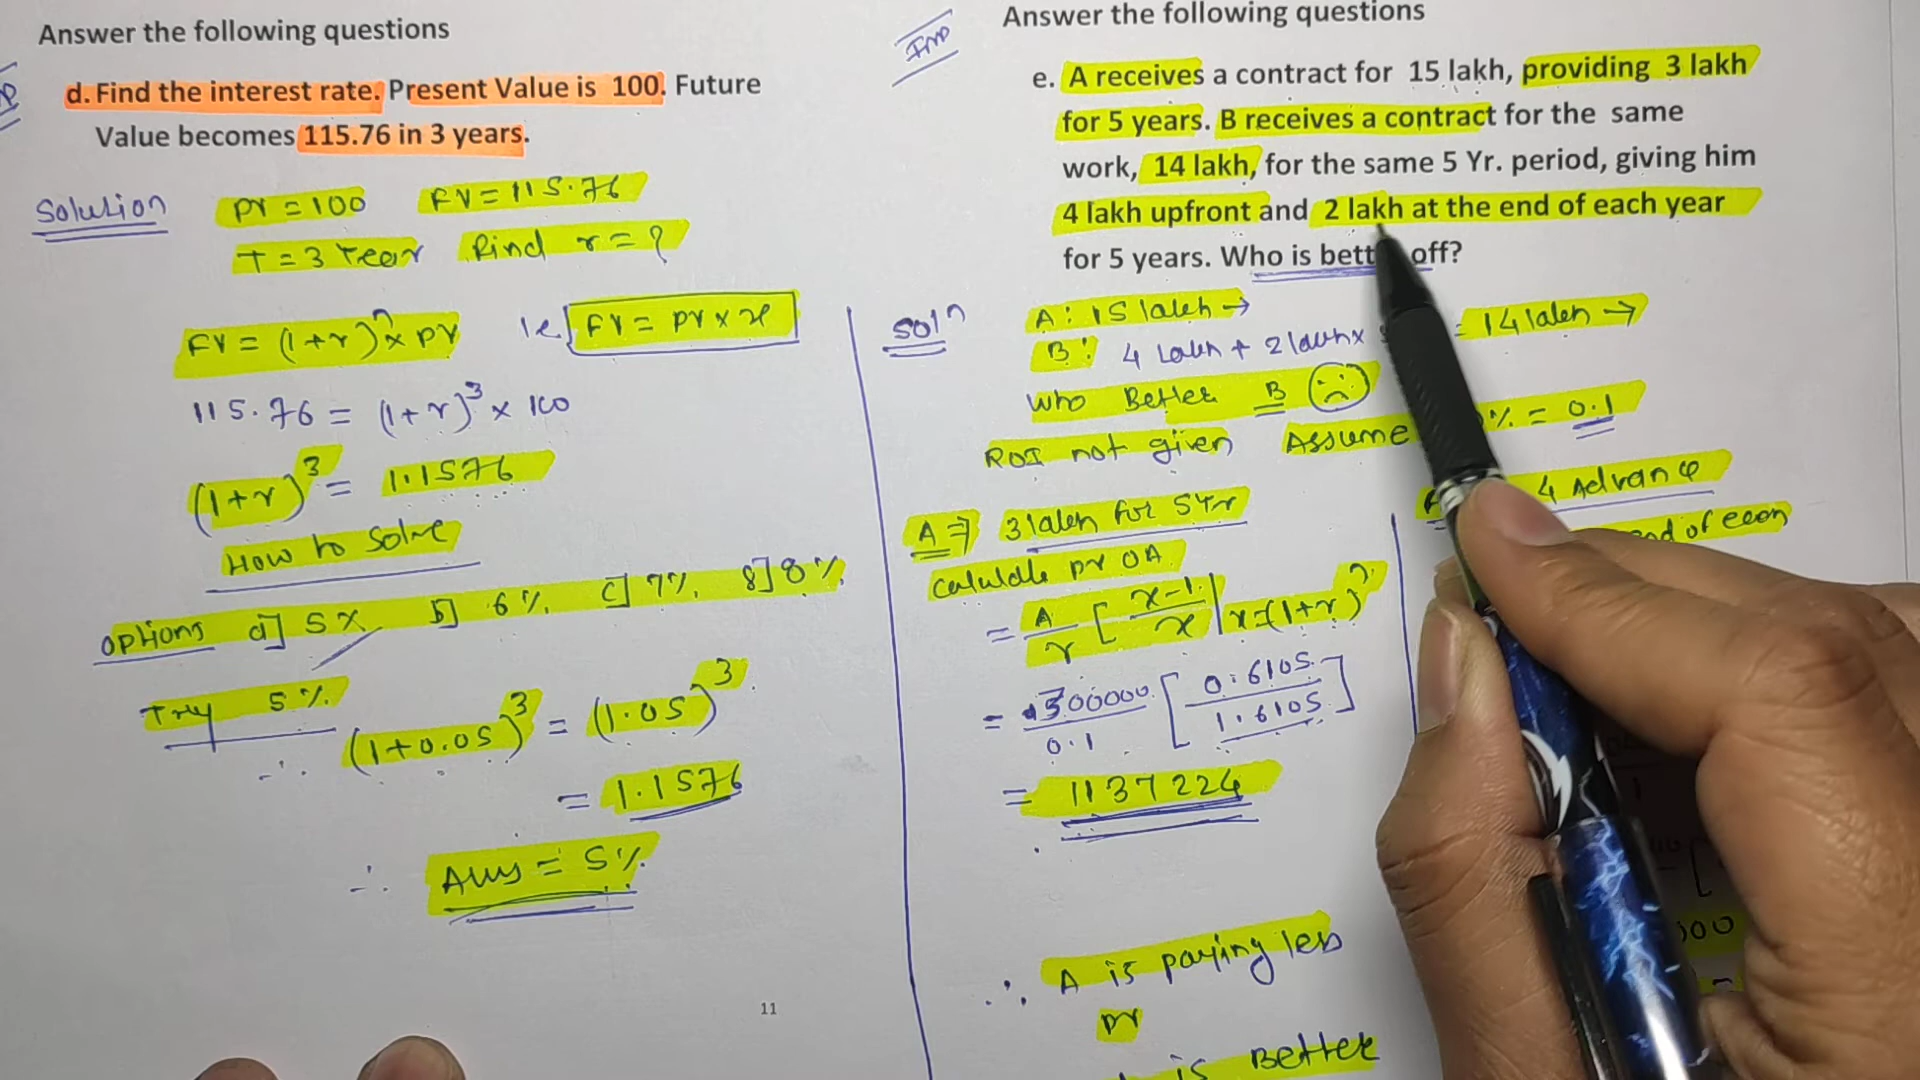 Answer the following questions
d. Find the interest rate. Present Value is 100. Future
Value becomes 115.76 in 3 years.
Solution
PV = 100
FV = 115.76
T = 3 Year
Find r = ?
FV = (1+r)^n × PV
ie FV = PV × x
115.76 = (1+r)^3 × 100
(1+r)^3 = 1.1576
How to Solve
Options a] 5% b] 6% c] 7% 8] 8%
Try 5%
∴ (1+0.05)^3 = (1.05)^3
= 1.1576
∴ Ans = 5%
11
Imp
Answer the following questions
e. A receives a contract for 15 lakh, providing 3 lakh
for 5 years. B receives a contract for the same
work, 14 lakh, for the same 5 Yr. period, giving him
4 lakh upfront and 2 lakh at the end of each year
for 5 years. Who is off?
Soln
A: 15 lakh →
B: 4 Lakh + 2 lakh × = 14 lakh →
Who Better B
ROI not given Assume % = 0.1
A ⇒ 3 lakh for 5 Yr
Calculate PV OA
= A/r [x-1/x] x=(1+r)^n
= 300000/0.1 [0.6105/1.6105]
= 1137224
∴ A is paying less
PV
is Better
4 Advance
end of each
000